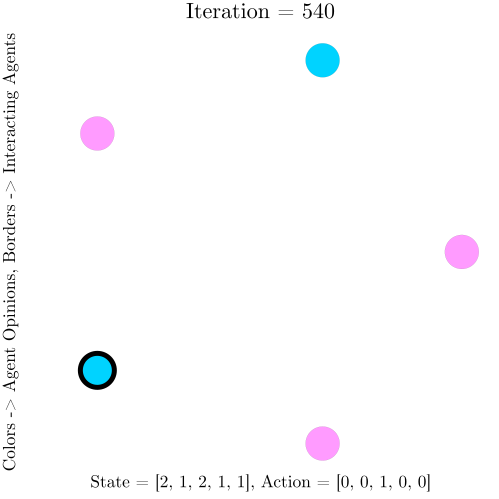 Iteration = 540
Colors -> Agent Opinions, Borders -> Interacting Agents
State = [2, 1, 2, 1, 1], Action = [0, 0, 1, 0, 0]